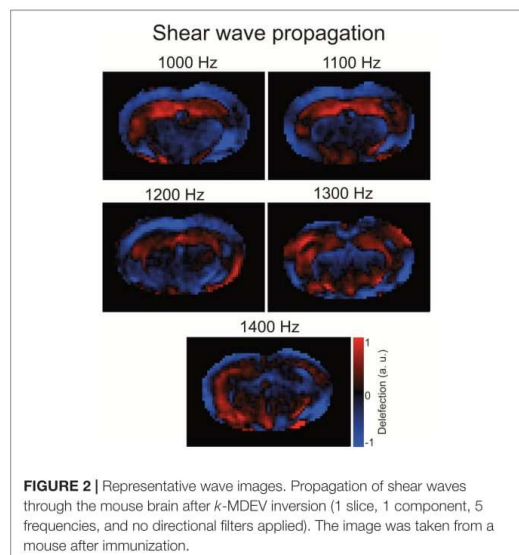 Shear wave propagation
1000 Hz
1100 Hz
1200 Hz
1300 Hz
1400 Hz
1
0
-1
Delefection (a. u.)
FIGURE 2 | Representative wave images. Propagation of shear waves
through the mouse brain after k-MDEV inversion (1 slice, 1 component, 5
frequencies, and no directional filters applied). The image was taken from a
mouse after immunization.